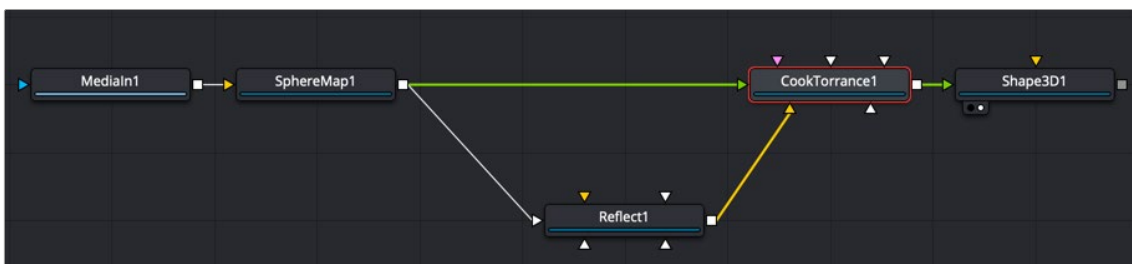 MediaIn1
SphereMap1
CookTorrance1
Shape3D1
Reflect1